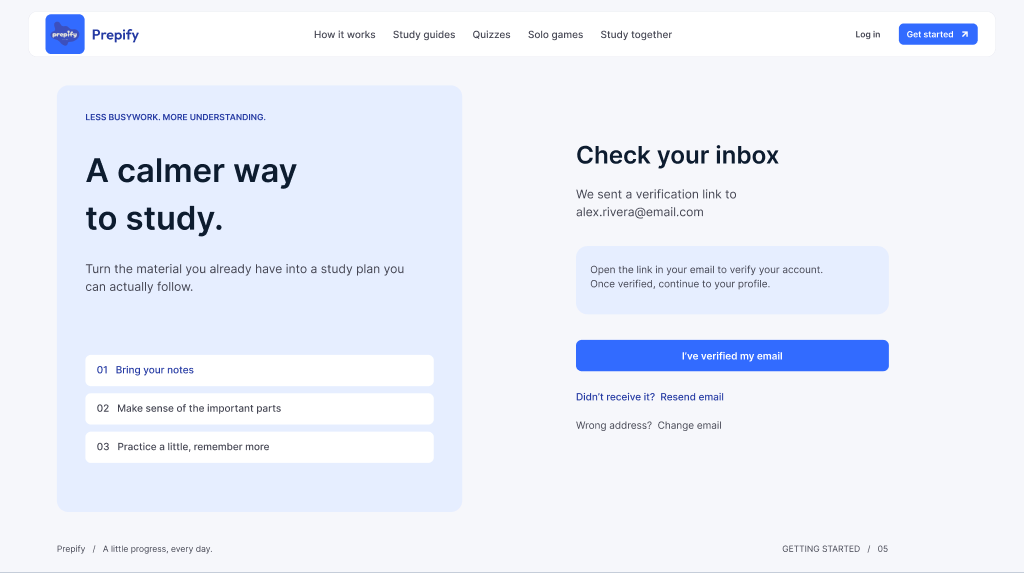 prepify
Prepify
How it works
Study guides
Quizzes
Solo games
Study together
Log in
Get started
LESS BUSYWORK. MORE UNDERSTANDING.
A calmer way
to study.
Turn the material you already have into a study plan you
can actually follow.
01 Bring your notes
02 Make sense of the important parts
03 Practice a little, remember more
Check your inbox
We sent a verification link to
alex.rivera@email.com
Open the link in your email to verify your account.
Once verified, continue to your profile.
I've verified my email
Didn't receive it? Resend email
Wrong address? Change email
Prepify / A little progress, every day.
GETTING STARTED / 05